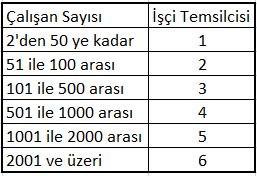 Çalışan Sayısı İşçi Temsilcisi
2'den 50 ye kadar 1
51 ile 100 arası 2
101 ile 500 arası 3
501 ile 1000 arası 4
1001 ile 2000 arası 5
2001 ve üzeri 6